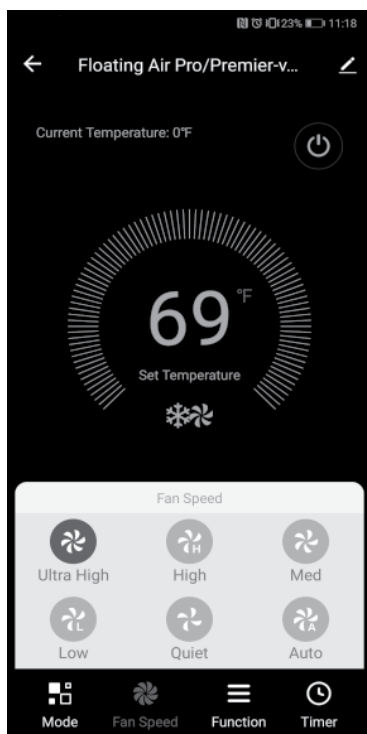 23% 11:18
Floating Air Pro/Premier-v...
Current Temperature: 0°F
69 °F
Set Temperature
Fan Speed
Ultra High High Med
Low Quiet Auto
Mode Fan Speed Function Timer